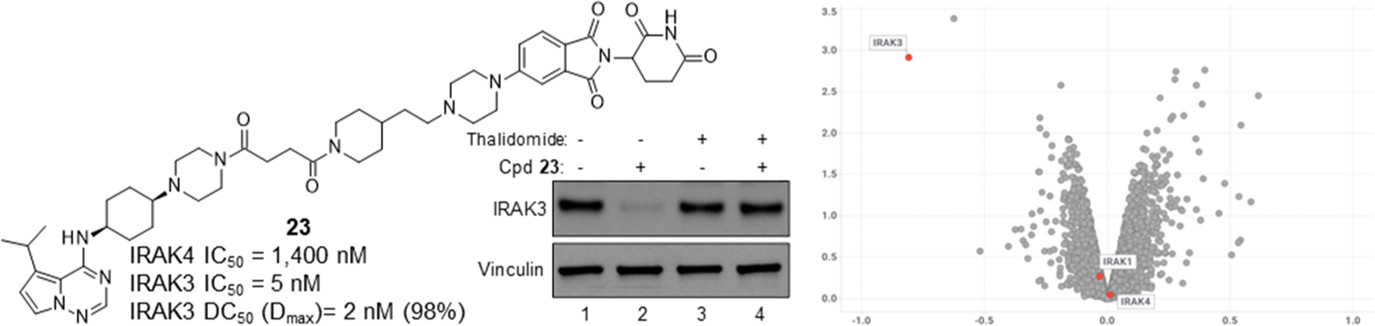 O
O
N
O
O
H
N
O
N
N
O
N
O
N
N
HN
N
N
N
23
IRAK4 IC50 = 1,400 nM
IRAK3 IC50 = 5 nM
IRAK3 DC50 (Dmax)= 2 nM (98%)
Thalidomide: - - + +
Cpd 23: - + - +
IRAK3
Vinculin
1 2 3 4
3.5
3.0
2.5
2.0
1.5
1.0
0.5
0.0
IRAK3
IRAK1
IRAK4
-1.0 -0.5 0.0 0.5 1.0